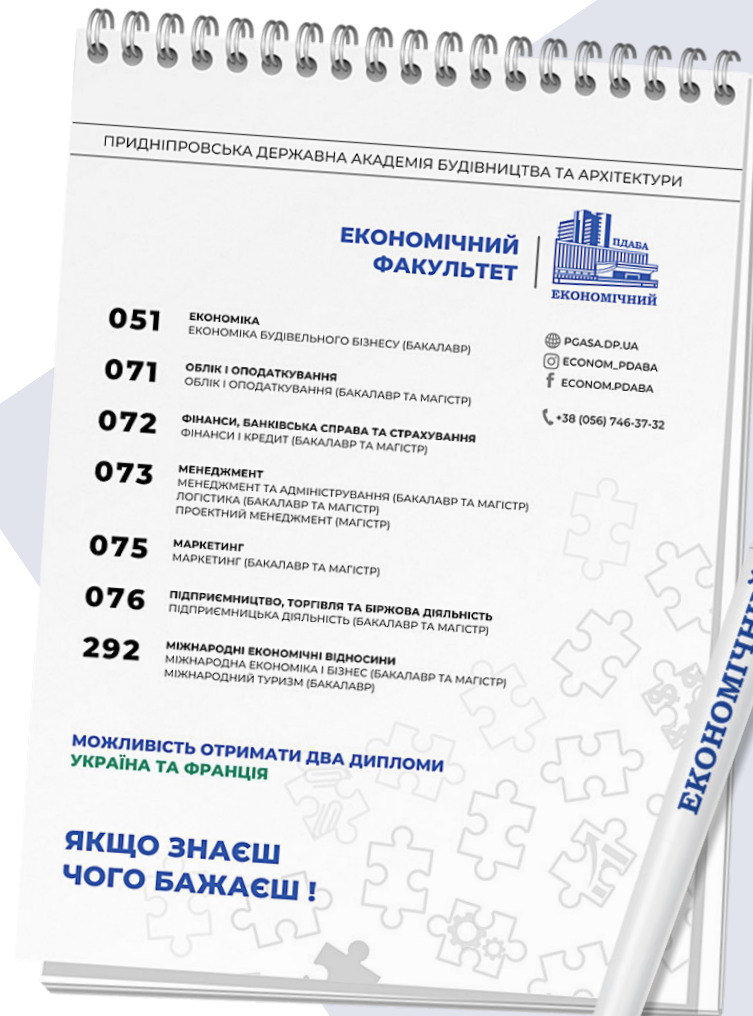 ПРИДНІПРОВСЬКА ДЕРЖАВНА АКАДЕМІЯ БУДІВНИЦТВА ТА АРХІТЕКТУРИ
ЕКОНОМІЧНИЙ
ФАКУЛЬТЕТ
ПДАБА
ЕКОНОМІЧНИЙ
051 ЕКОНОМІКА
ЕКОНОМІКА БУДІВЕЛЬНОГО БІЗНЕСУ (БАКАЛАВР)
071 ОБЛІК І ОПОДАТКУВАННЯ
ОБЛІК І ОПОДАТКУВАННЯ (БАКАЛАВР ТА МАГІСТР)
072 ФІНАНСИ, БАНКІВСЬКА СПРАВА ТА СТРАХУВАННЯ
ФІНАНСИ І КРЕДИТ (БАКАЛАВР ТА МАГІСТР)
073 МЕНЕДЖМЕНТ
МЕНЕДЖМЕНТ ТА АДМІНІСТРУВАННЯ (БАКАЛАВР ТА МАГІСТР)
ЛОГІСТИКА (БАКАЛАВР ТА МАГІСТР)
ПРОЕКТНИЙ МЕНЕДЖМЕНТ (МАГІСТР)
075 МАРКЕТИНГ
МАРКЕТИНГ (БАКАЛАВР ТА МАГІСТР)
076 ПІДПРИЄМНИЦТВО, ТОРГІВЛЯ ТА БІРЖОВА ДІЯЛЬНІСТЬ
ПІДПРИЄМНИЦЬКА ДІЯЛЬНІСТЬ (БАКАЛАВР ТА МАГІСТР)
292 МІЖНАРОДНІ ЕКОНОМІЧНІ ВІДНОСИНИ
МІЖНАРОДНА ЕКОНОМІКА І БІЗНЕС (БАКАЛАВР ТА МАГІСТР)
МІЖНАРОДНИЙ ТУРИЗМ (БАКАЛАВР)
PGASA.DP.UA
ECONOM_PDABA
ECONOM.PDABA
+38 (056) 746-37-32
МОЖЛИВІСТЬ ОТРИМАТИ ДВА ДИПЛОМИ
УКРАЇНА ТА ФРАНЦІЯ
ЯКЩО ЗНАЄШ
ЧОГО БАЖАЄШ !
ЕКОНОМІЧНИЙ